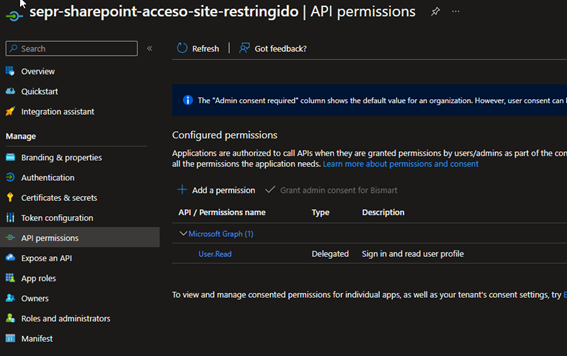 sepr-sharepoint-acceso-site-restringido | API permissions
Search
Refresh
Got feedback?
Overview
Quickstart
Integration assistant
Manage
Branding & properties
Authentication
Certificates & secrets
Token configuration
API permissions
Expose an API
App roles
Owners
Roles and administrators
Manifest
The "Admin consent required" column shows the default value for an organization. However, user consent can
Configured permissions
Applications are authorized to call APIs when they are granted permissions by users/admins as part of the con
all the permissions the application needs. Learn more about permissions and consent
Add a permission
Grant admin consent for Bismart
API / Permissions name
Type
Description
Microsoft Graph (1)
User.Read
Delegated
Sign in and read user profile
To view and manage consented permissions for individual apps, as well as your tenant's consent settings, try